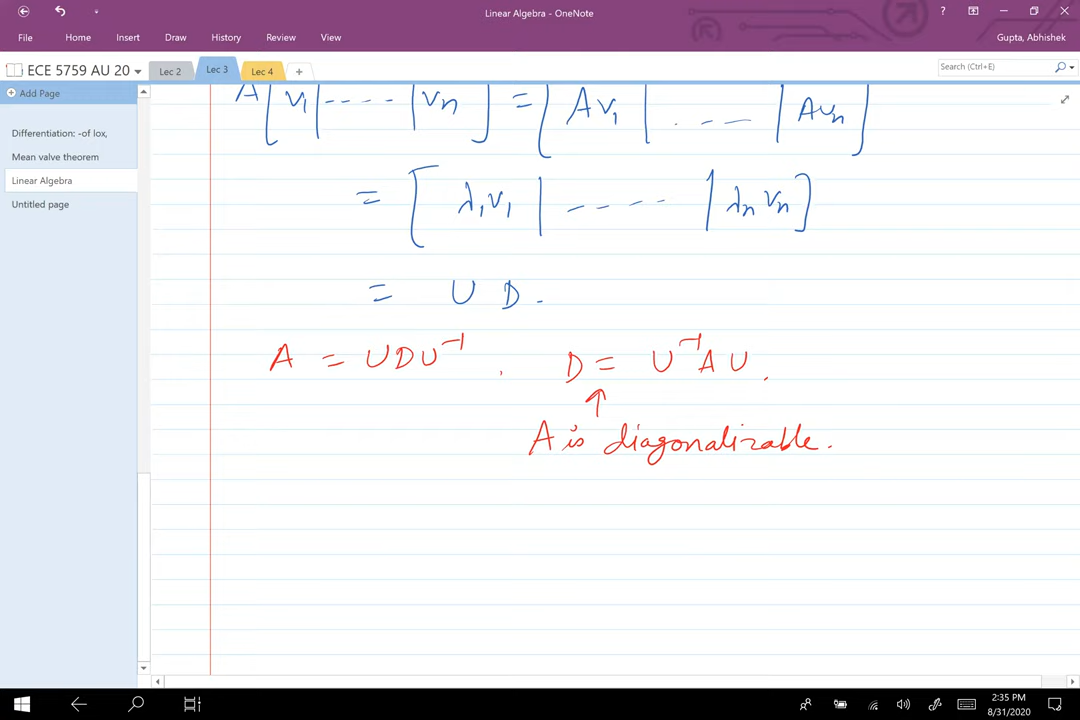 Linear Algebra - OneNote
Gupta, Abhishek
File Home Insert Draw History Review View
ECE 5759 AU 20
Lec 2 Lec 3 Lec 4
Search (Ctrl+E)
Add Page
Differentiation: -of lox,
Mean valve theorem
Linear Algebra
Untitled page
A [ v₁ | ---- | vₙ ] = [ Av₁ | ---- | Avₙ ]
= [ λ₁v₁ | ---- | λₙvₙ ]
= U D .
A = UDU⁻¹ . D = U⁻¹AU .
↑
A is diagonalizable.
2:35 PM
8/31/2020